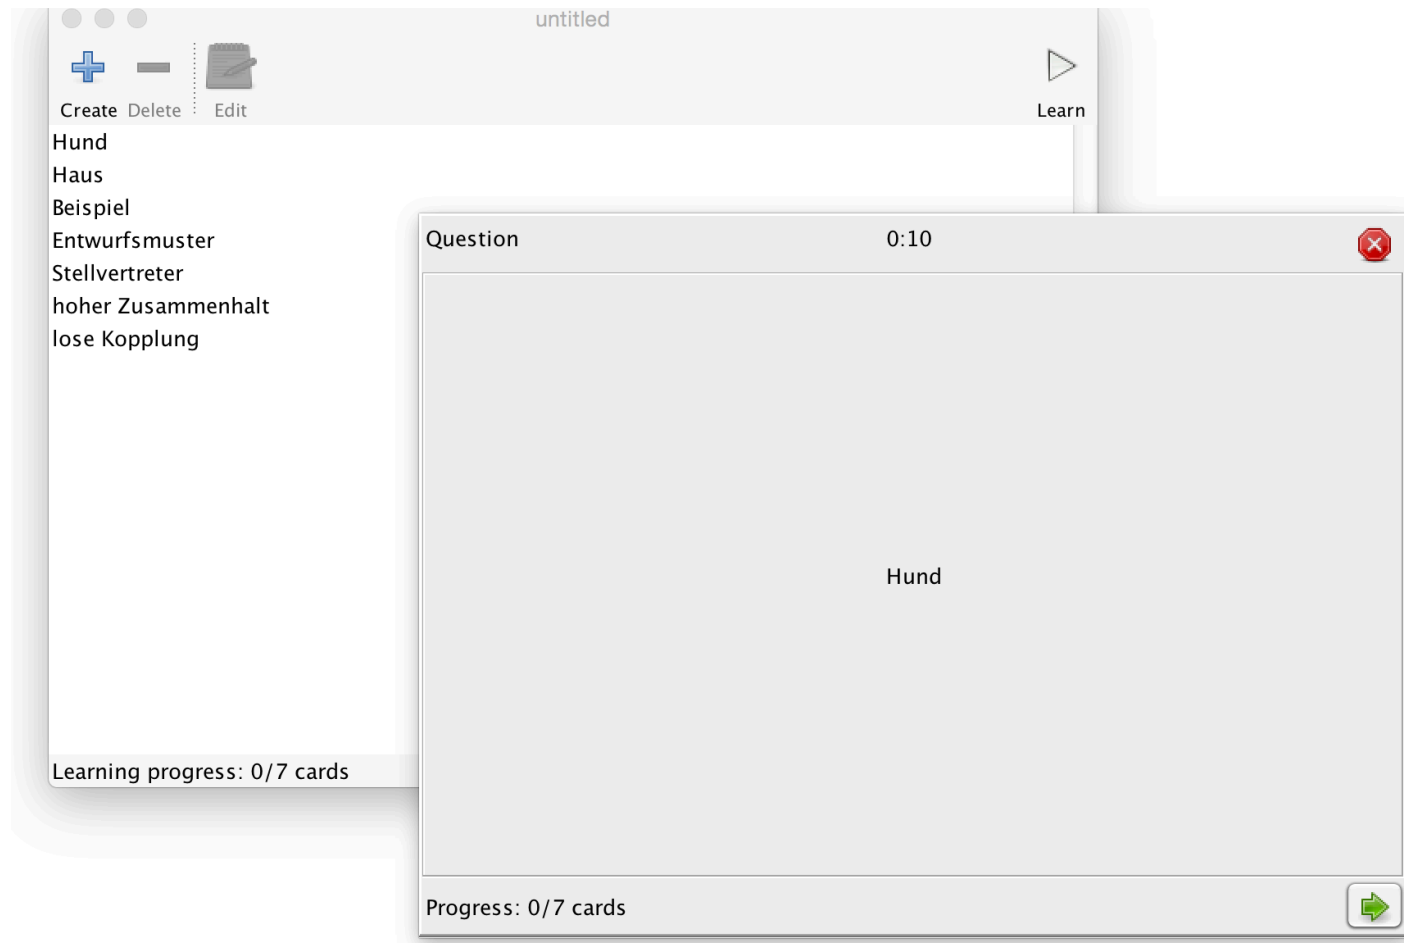 untitled
Create Delete Edit Learn
Hund
Haus
Beispiel
Entwurfsmuster
Stellvertreter
hoher Zusammenhalt
lose Kopplung
Learning progress: 0/7 cards
Question 0:10
Hund
Progress: 0/7 cards